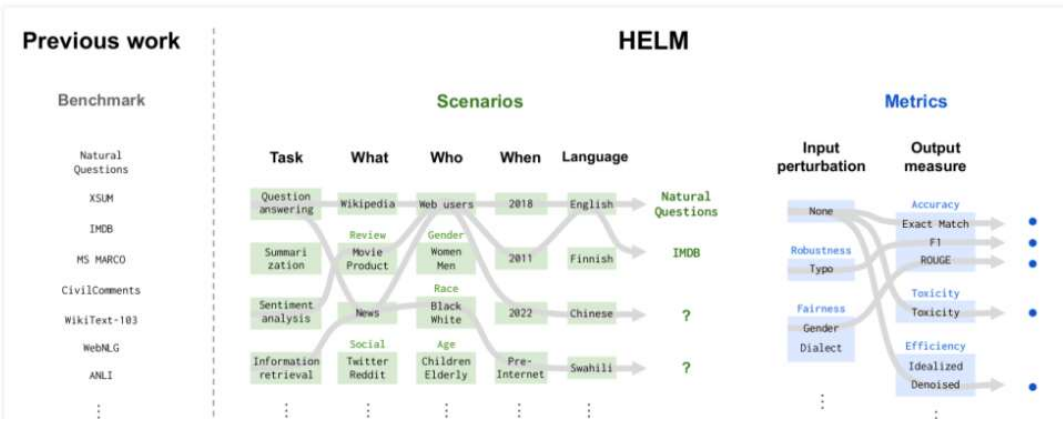 Previous work
HELM
Benchmark
Scenarios
Metrics
Natural
Questions
XSUM
IMDB
MS MARCO
CivilComments
WikiText-103
WebNLG
ANLI
⋮
Task
What
Who
When
Language
Question
answering
Wikipedia
Web users
2018
English
Natural
Questions
Review
Gender
Summari
zation
Movie
Product
Women
Men
2011
Finnish
IMDB
Race
Sentiment
analysis
News
Black
White
2022
Chinese
?
Social
Age
Information
retrieval
Twitter
Reddit
Children
Elderly
Pre-
Internet
Swahili
?
⋮ ⋮ ⋮ ⋮ ⋮
Input
perturbation
None
Robustness
Typo
Fairness
Gender
Dialect
⋮
Output
measure
Accuracy
Exact Match
F1
ROUGE
Toxicity
Toxicity
Efficiency
Idealized
Denoised
⋮